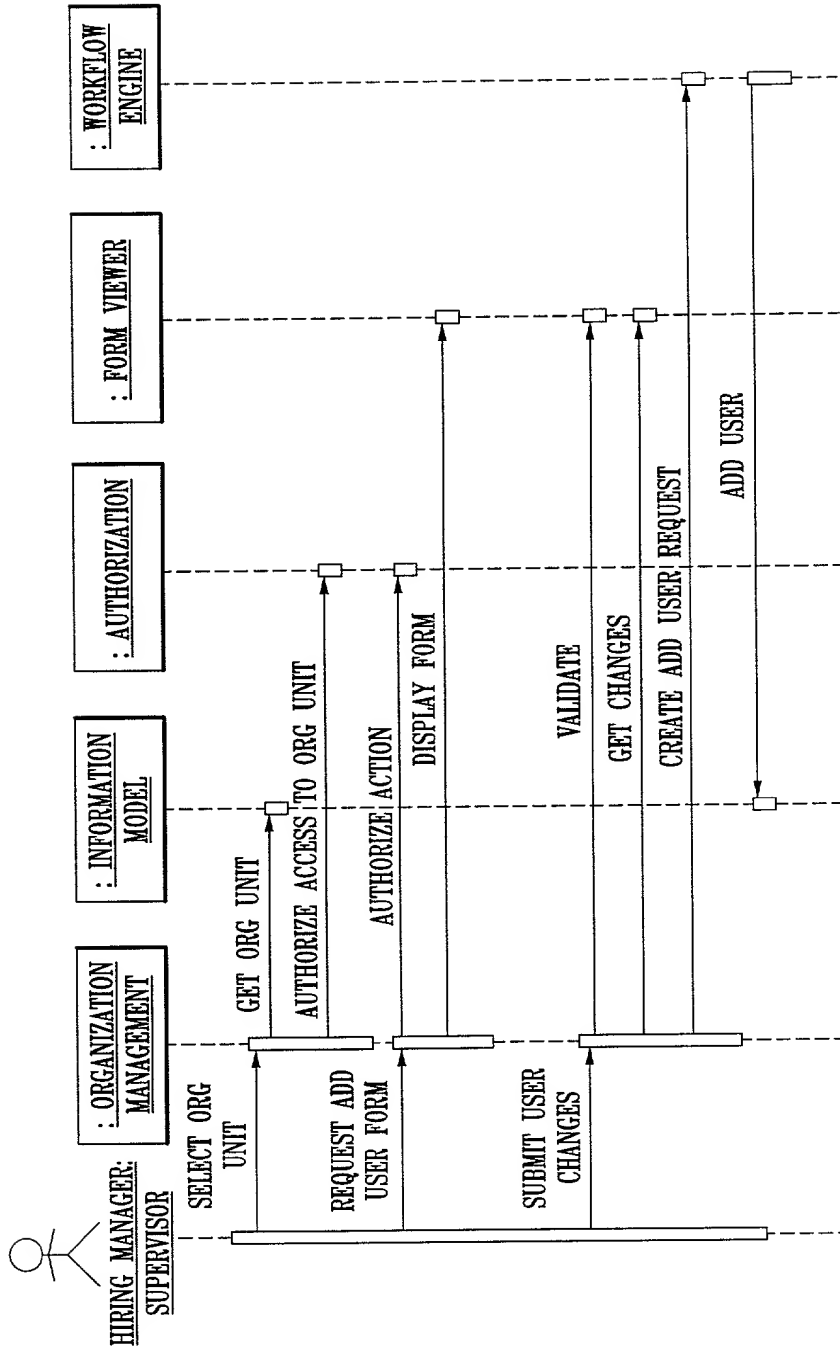 HIRING MANAGER:
SUPERVISOR
: ORGANIZATION
MANAGEMENT
: INFORMATION
MODEL
: AUTHORIZATION
: FORM VIEWER
: WORKFLOW
ENGINE
SELECT ORG
UNIT
GET ORG UNIT
AUTHORIZE ACCESS TO ORG UNIT
REQUEST ADD
USER FORM
AUTHORIZE ACTION
DISPLAY FORM
SUBMIT USER
CHANGES
VALIDATE
GET CHANGES
CREATE ADD USER REQUEST
ADD USER